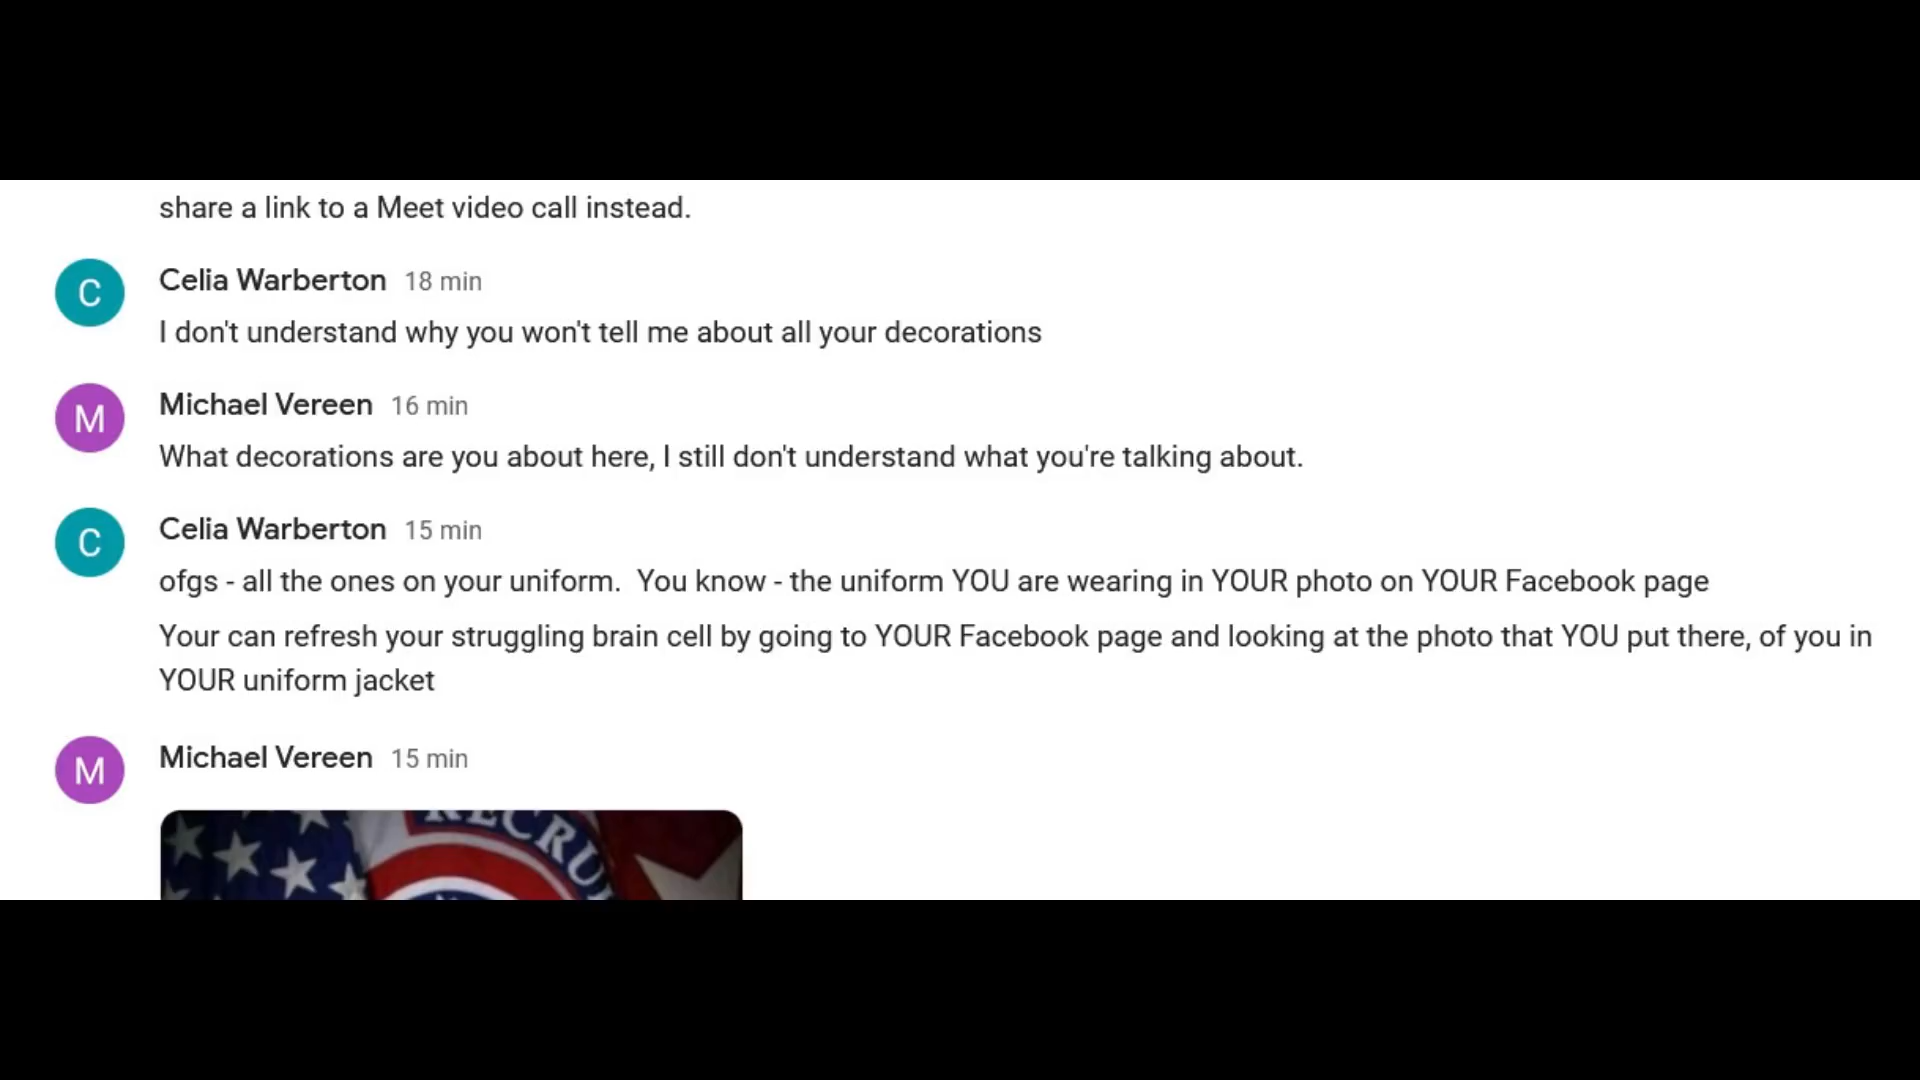 share a link to a Meet video call instead.
C
Celia Warberton 18 min
I don't understand why you won't tell me about all your decorations
M
Michael Vereen 16 min
What decorations are you about here, I still don't understand what you're talking about.
C
Celia Warberton 15 min
ofgs - all the ones on your uniform.  You know - the uniform YOU are wearing in YOUR photo on YOUR Facebook page
Your can refresh your struggling brain cell by going to YOUR Facebook page and looking at the photo that YOU put there, of you in
YOUR uniform jacket
M
Michael Vereen 15 min
RECRUI